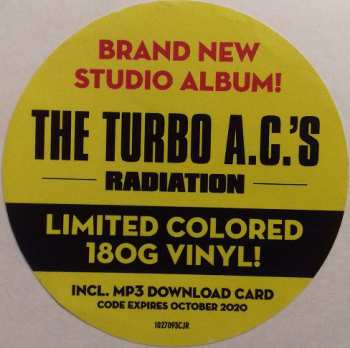 BRAND NEW
STUDIO ALBUM!
THE TURBO A.C.'S
RADIATION
LIMITED COLORED
180G VINYL!
INCL. MP3 DOWNLOAD CARD
CODE EXPIRES OCTOBER 2020
1027093CJR